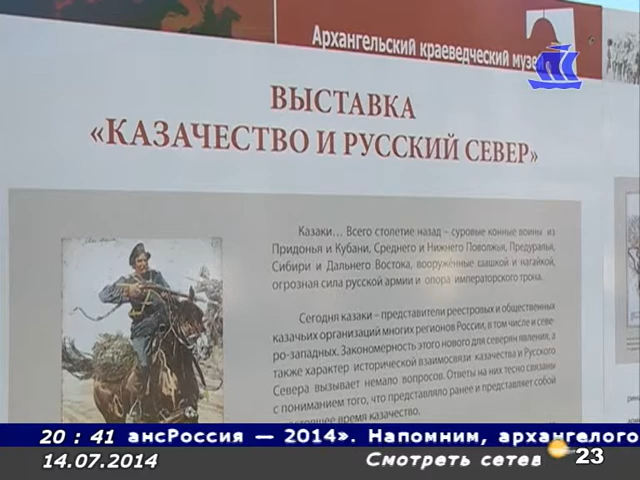 Архангельский краеведческий музей
ВЫСТАВКА
«КАЗАЧЕСТВО И РУССКИЙ СЕВЕР»
Казаки... Всего столетие назад – суровые конные воины из
Придонья и Кубани, Среднего и Нижнего Поволжья, Предуралья,
Сибири и Дальнего Востока, вооружённые шашкой и нагайкой,
огрозная сила русской армии и опора императорского трона.
Сегодня казаки – представители реестровых и общественных
казачьих организаций многих регионов России, в том числе и севе-
ро-западных. Закономерность этого нового для северян явления, а
также характер исторической взаимосвязи казачества и Русского
Севера вызывает немало вопросов. Ответы на них тесно связаны
с пониманием того, что представляло ранее и представляет собой
настоящее время казачество.
20 : 41 ансРоссия — 2014». Напомним, архангелого
14.07.2014 Смотреть сетев 23